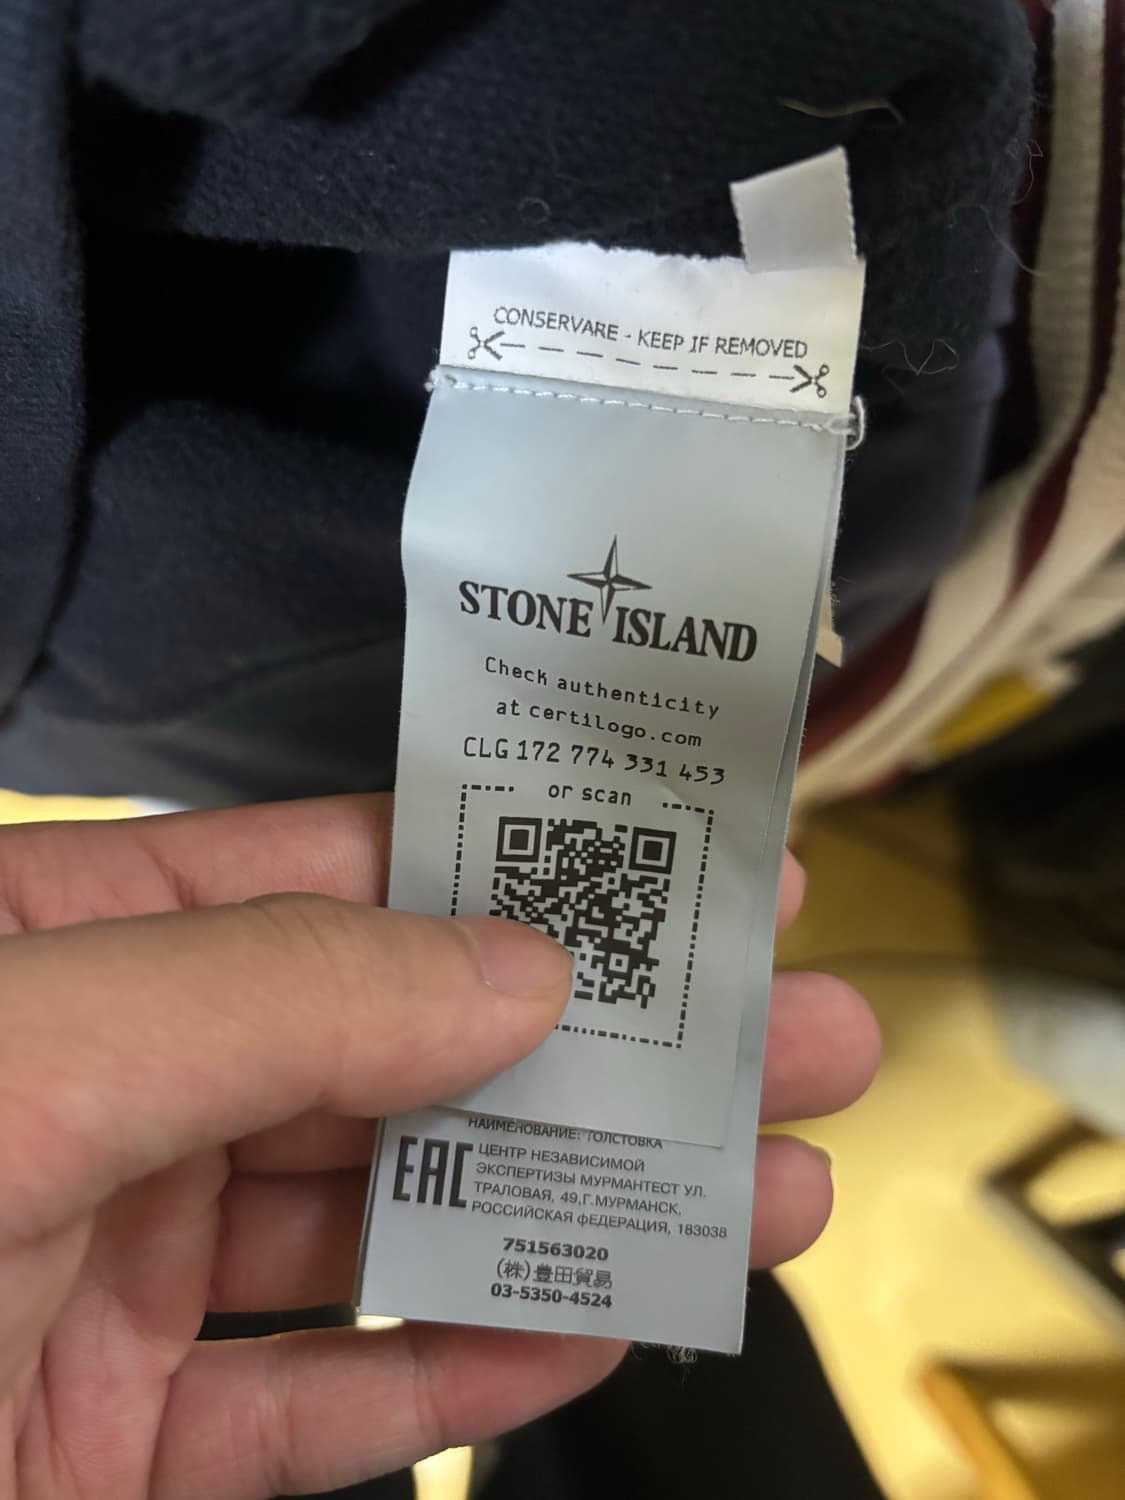 CONSERVARE - KEEP IF REMOVED
STONE ISLAND
Check authenticity
at certilogo.com
CLG 172 774 331 453
or scan
НАИМЕНОВАНИЕ: ТОЛСТОВКА
EAC
ЦЕНТР НЕЗАВИСИМОЙ
ЭКСПЕРТИЗЫ МУРМАНТЕСТ УЛ.
ТРАЛОВАЯ, 49,Г.МУРМАНСК,
РОССИЙСКАЯ ФЕДЕРАЦИЯ, 183038
751563020
(株)豊田貿易
03-5350-4524